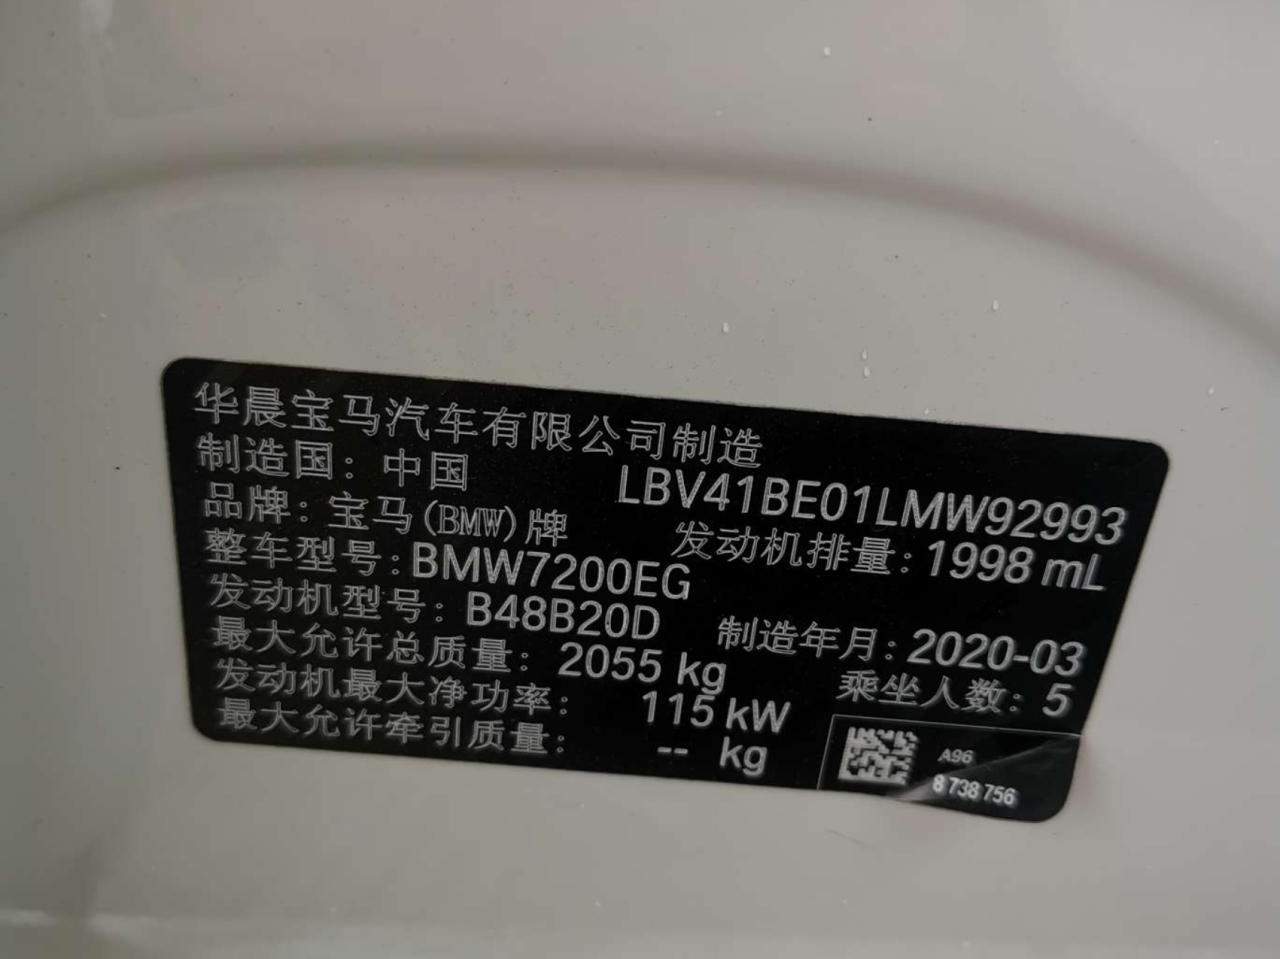 华晨宝马汽车有限公司制造
制造国：中国
LBV41BE01LMW92993
品牌：宝马(BMW)牌
发动机排量：1998 mL
整车型号：BMW7200EG
发动机型号：B48B20D
制造年月：2020-03
最大允许总质量：2055 kg
乘坐人数：5
发动机最大净功率：115 kW
最大允许牵引质量：-- kg
A96
8 738 756